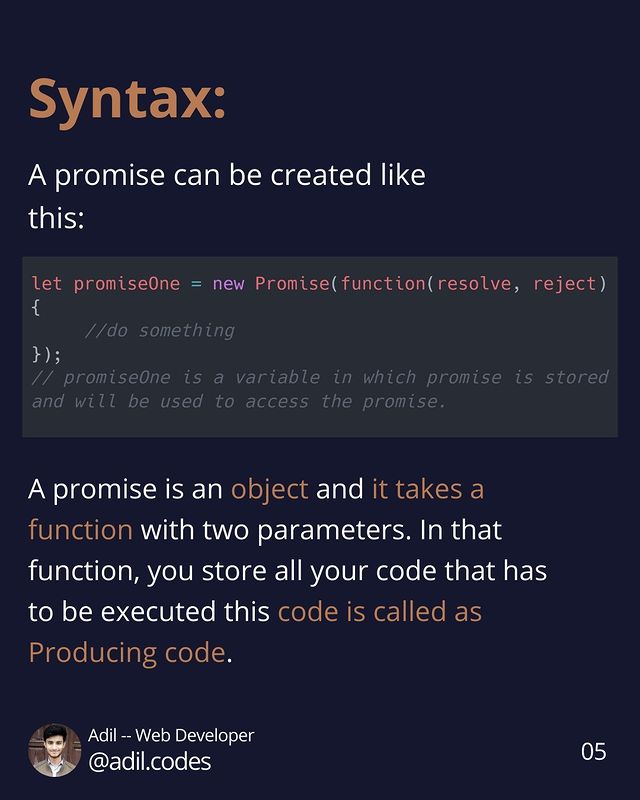 Syntax:
A promise can be created like
this:
let promiseOne = new Promise(function(resolve, reject)
{
//do something
});
// promiseOne is a variable in which promise is stored
and will be used to access the promise.
A promise is an object and it takes a
function with two parameters. In that
function, you store all your code that has
to be executed this code is called as
Producing code.
Adil -- Web Developer
@adil.codes
05